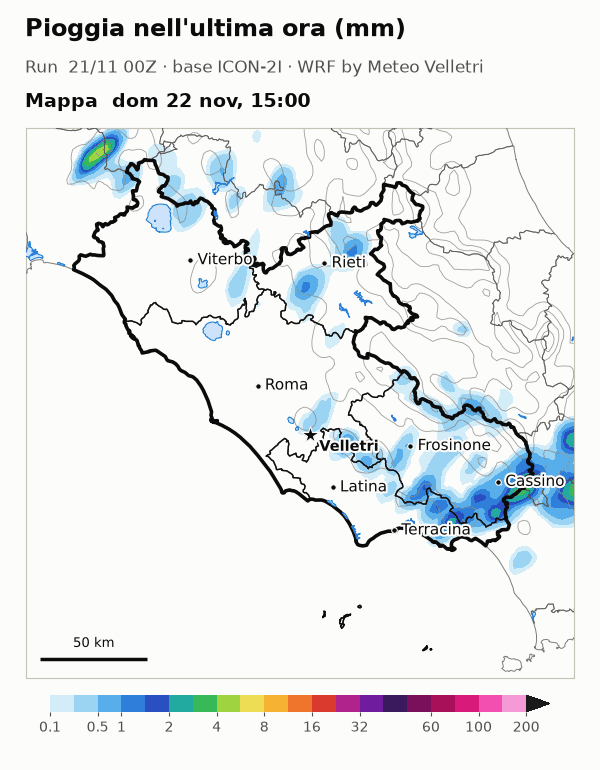 Pioggia nell'ultima ora (mm)
Run  21/11 00Z · base ICON-2I · WRF by Meteo Velletri
Mappa  dom 22 nov, 15:00
Viterbo
Rieti
Roma
Velletri
Frosinone
Latina
Cassino
Terracina
50 km
0.1 0.5 1 2 4 8 16 32 60 100 200